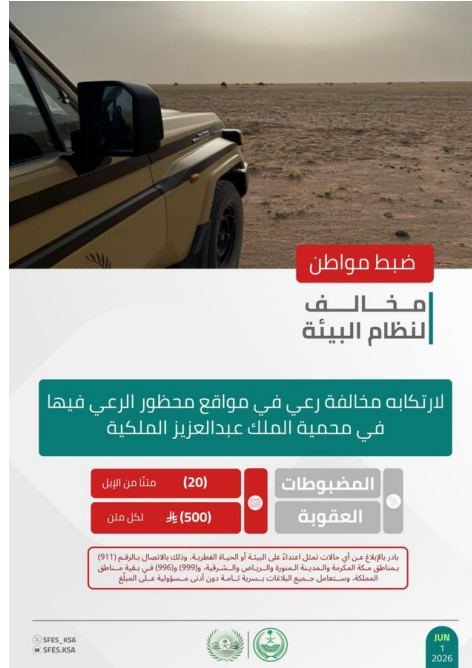 ضبط مواطن
مخالف
لنظام البيئة
لارتكابه مخالفة رعي في مواقع محظور الرعي فيها
في محمية الملك عبدالعزيز الملكية
المضبوطات
(20) متنًا من الإبل
العقوبة
(500) لكل متن
بادر بالإبلاغ عن أي حالات تمثل اعتداءً على البيئة أو الحياة الفطرية، وذلك بالاتصال بالرقم (911)
بمناطق مكة المكرمة والمدينة المنورة والرياض والشرقية، و(999) و(996) في بقية مناطق
المملكة، وستعامل جميع البلاغات بسرية تامة دون أدنى مسؤولية على المبلّغ
SFES_KSA
SFES.KSA
JUN
1
2026